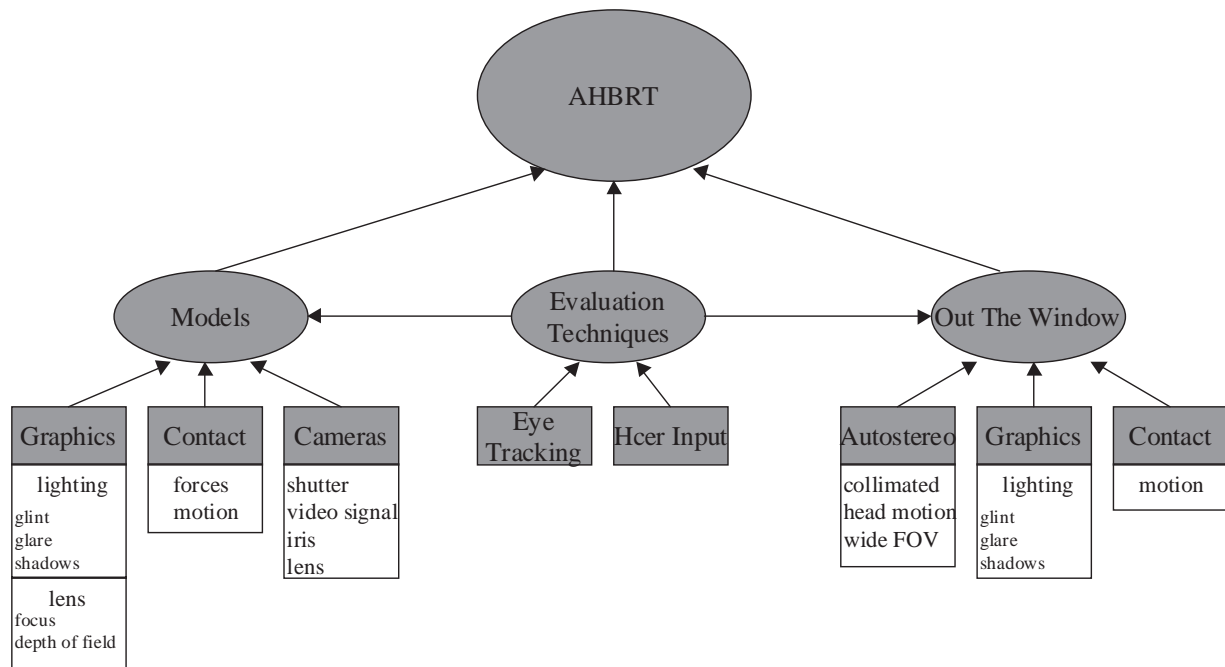 AHBRT
Models
Evaluation
Techniques
Out The Window
Graphics
lighting
glint
glare
shadows
lens
focus
depth of field
Contact
forces
motion
Cameras
shutter
video signal
iris
lens
Eye
Tracking
Hcer Input
Autostereo
collimated
head motion
wide FOV
Graphics
lighting
glint
glare
shadows
Contact
motion